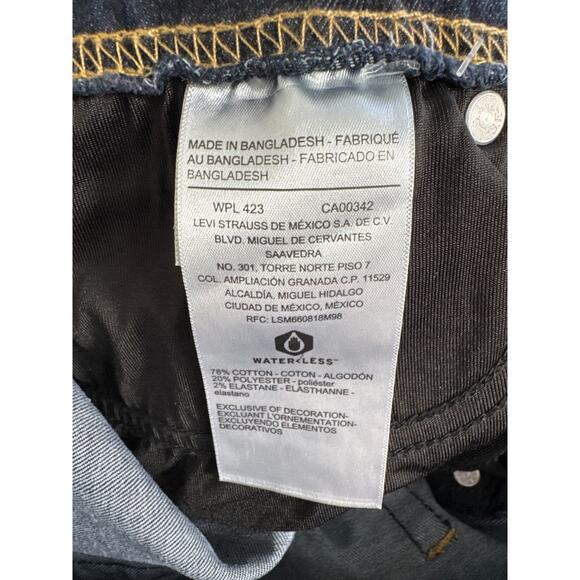 MADE IN BANGLADESH - FABRIQUÉ
AU BANGLADESH - FABRICADO EN
BANGLADESH
WPL 423 CA00342
LEVI STRAUSS DE MÉXICO S.A. DE C.V.
BLVD. MIGUEL DE CERVANTES
SAAVEDRA
NO. 301, TORRE NORTE PISO 7
COL. AMPLIACIÓN GRANADA C.P. 11529
ALCALDÍA, MIGUEL HIDALGO
CIUDAD DE MÉXICO, MÉXICO
RFC: LSM660818M98
WATER<LESS™
78% COTTON - COTON - ALGODÓN
20% POLYESTER - poliéster
2% ELASTANE - ÉLASTHANNE -
elastano
EXCLUSIVE OF DECORATION-
EXCLUANT L'ORNEMENTATION-
EXCLUYENDO ELEMENTOS
DECORATIVOS